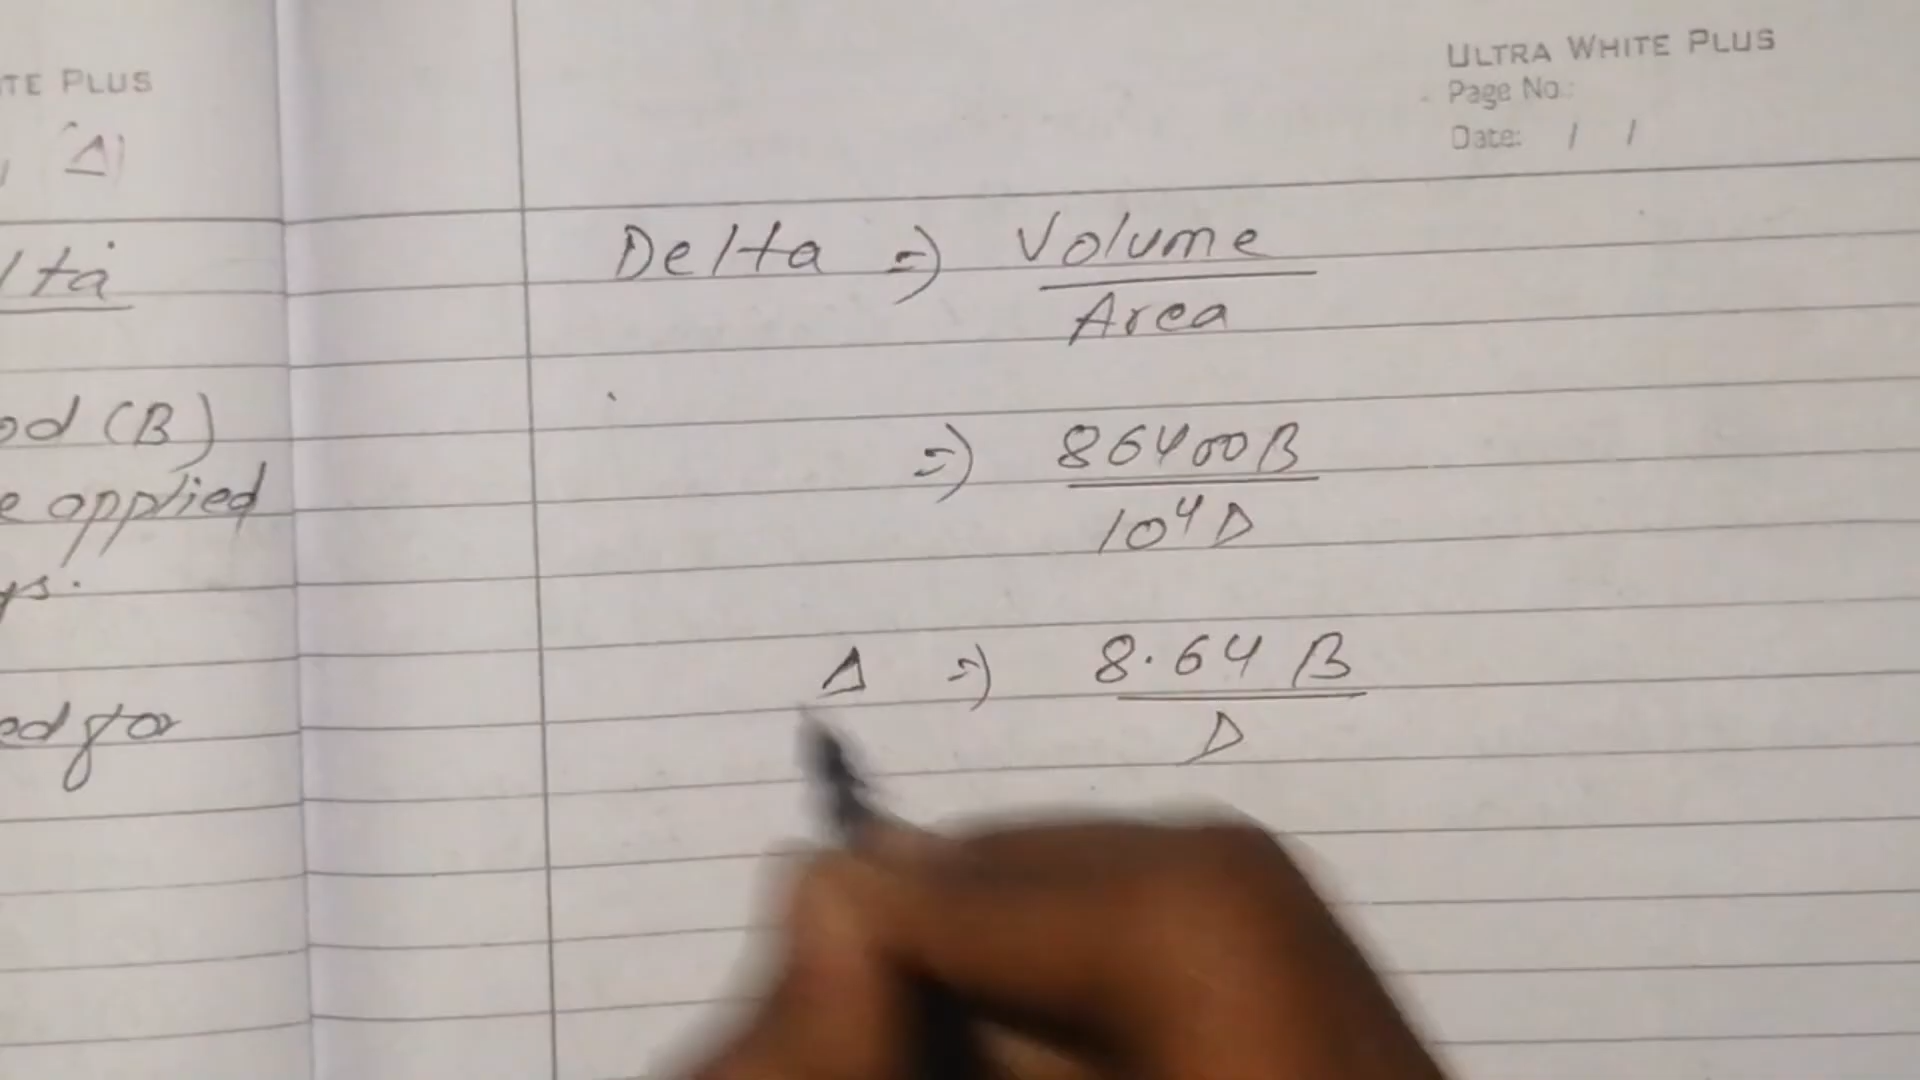 TE PLUS
Δ)
lta
od (B)
e applied
ys.
ed for
ULTRA WHITE PLUS
Page No.:
Date: / /
Delta => Volume
Area
=> 86400B
10⁴D
Δ => 8.64 B
D